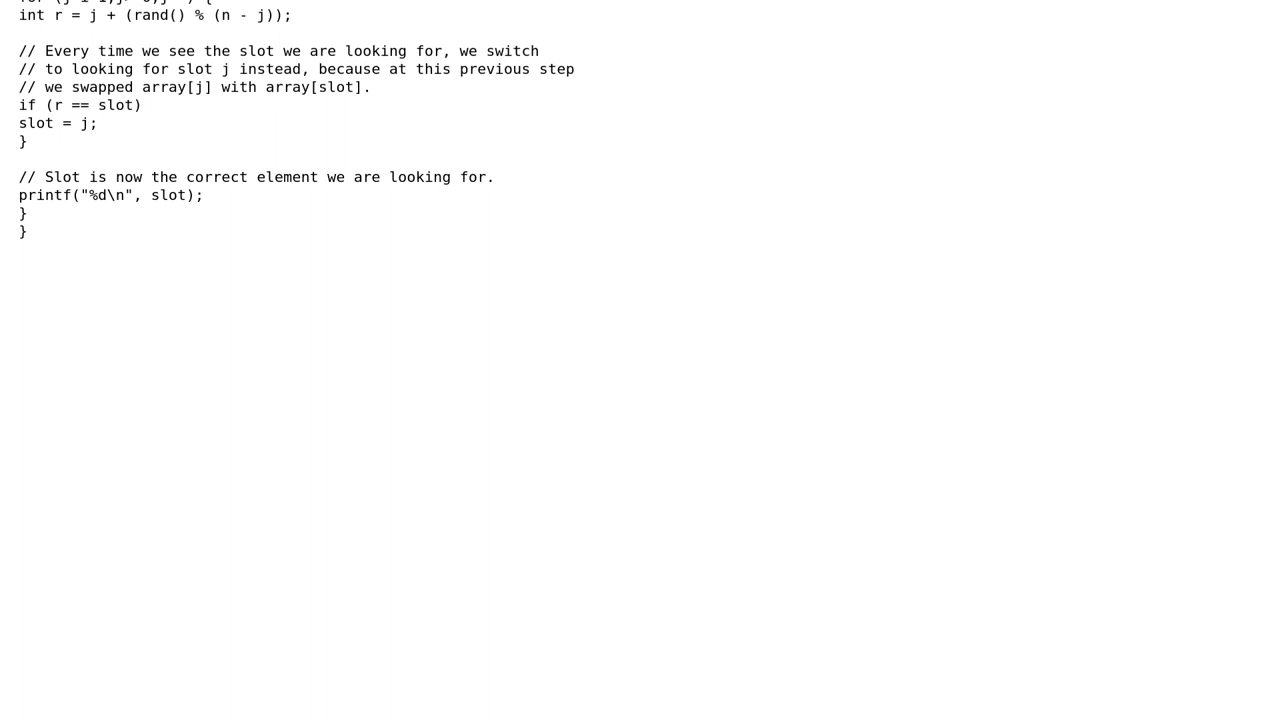 int r = j + (rand() % (n - j));

// Every time we see the slot we are looking for, we switch
// to looking for slot j instead, because at this previous step
// we swapped array[j] with array[slot].
if (r == slot)
slot = j;
}

// Slot is now the correct element we are looking for.
printf("%d\n", slot);
}
}